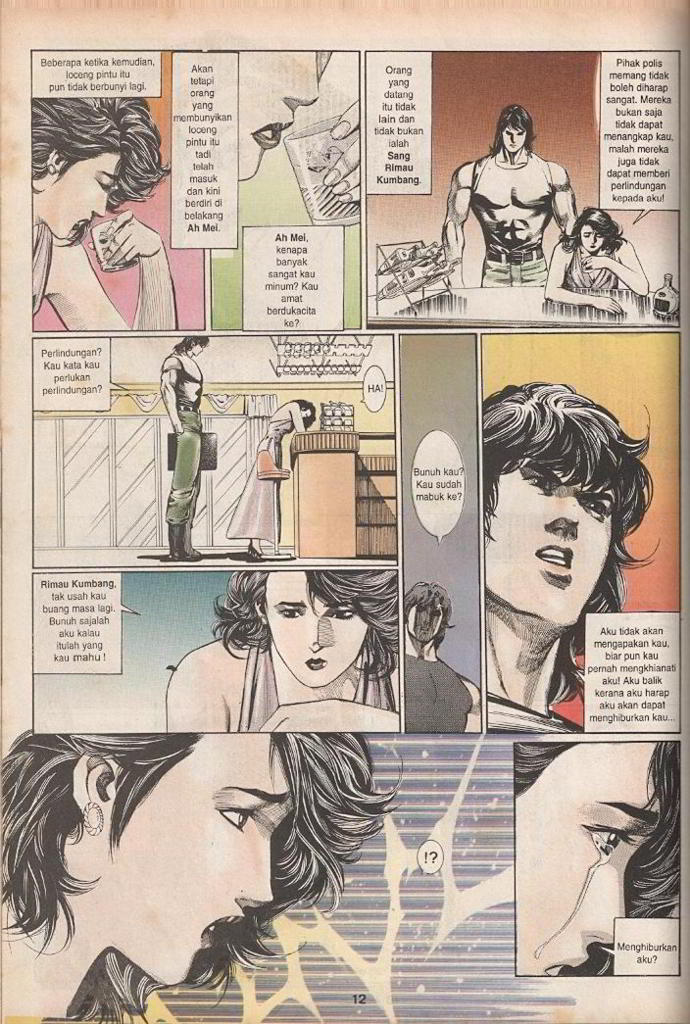 Beberapa ketika kemudian,
loceng pintu itu
pun tidak berbunyi lagi.
Akan
tetapi
orang
yang
membunyikan
loceng
pintu itu
tadi
telah
masuk
dan kini
berdiri di
belakang
Ah Mei.
Ah Mei,
kenapa
banyak
sangat kau
minum? Kau
amat
berdukacita
ke?
Orang
yang
datang
itu tidak
lain dan
tidak bukan
ialah
Sang
Rimau
Kumbang.
Pihak polis
memang tidak
boleh diharap
sangat. Mereka
bukan saja
tidak dapat
menangkap kau,
malah mereka
juga tidak
dapat memberi
perlindungan
kepada aku!
Perlindungan?
Kau kata kau
perlukan
perlindungan?
HA!
Rimau Kumbang,
tak usah kau
buang masa lagi.
Bunuh sajalah
aku kalau
itulah yang
kau mahu !
Bunuh kau?
Kau sudah
mabuk ke?
Aku tidak akan
mengapakan kau,
biar pun kau
pernah mengkhianati
aku! Aku balik
kerana aku harap
aku akan dapat
menghiburkan kau...
!?
Menghiburkan
aku?
12